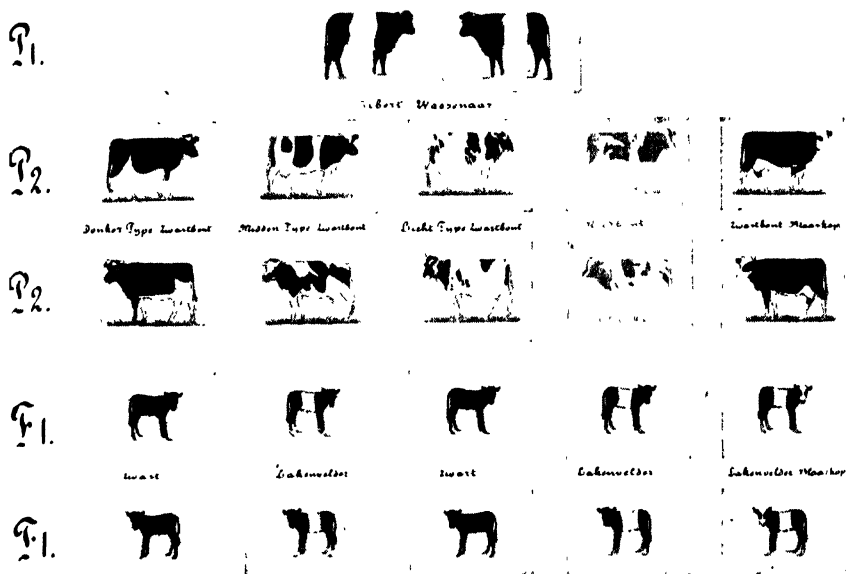 P1.
Wassenaar
P2.
Donker Type Zwartbont Midden Type Zwartbont Licht Type Zwartbont Zwartbont Blaarkop
P2.
F1.
Zwart Lakenvelder Zwart Lakenvelder Lakenvelder Blaarkop
F1.